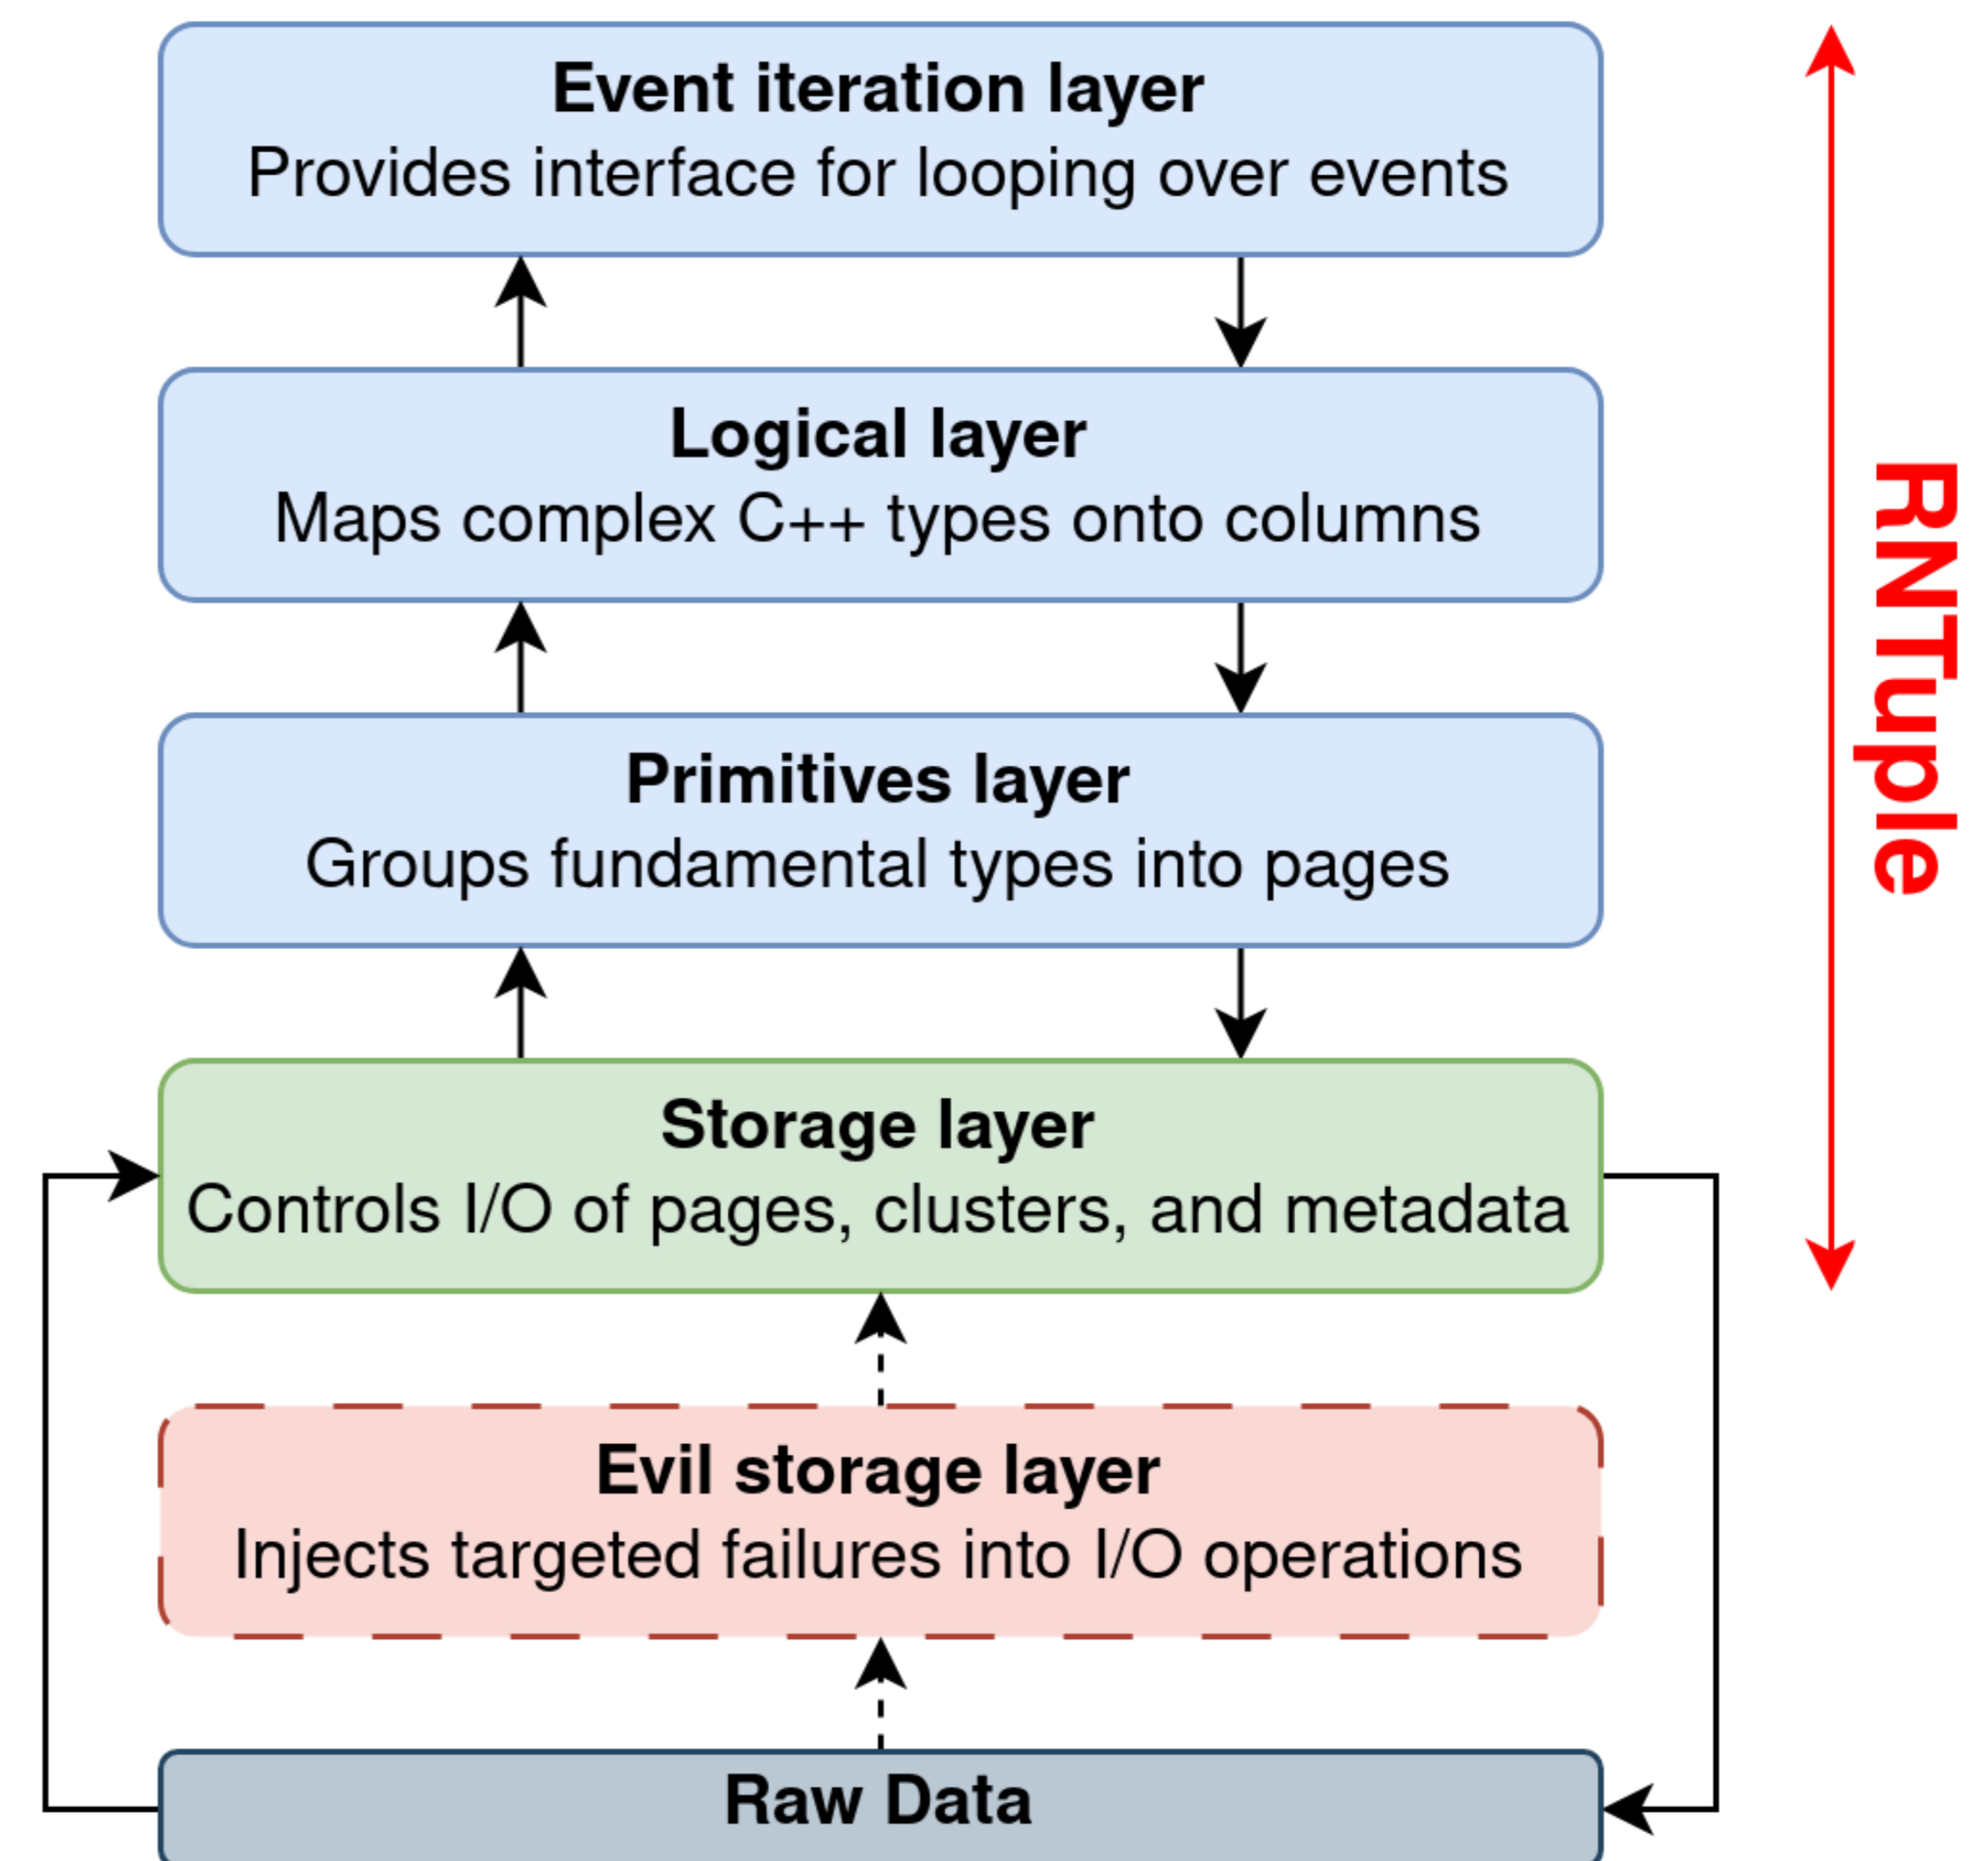 Event iteration layer
Provides interface for looping over events
Logical layer
Maps complex C++ types onto columns
Primitives layer
Groups fundamental types into pages
Storage layer
Controls I/O of pages, clusters, and metadata
Evil storage layer
Injects targeted failures into I/O operations
Raw Data
RNTuple